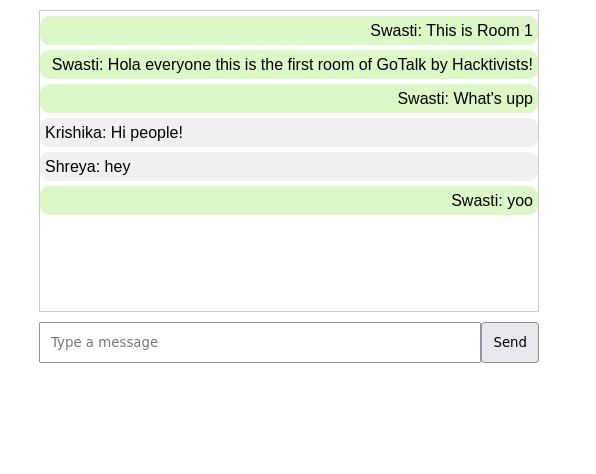 Swasti: This is Room 1
Swasti: Hola everyone this is the first room of GoTalk by Hacktivists!
Swasti: What's upp
Krishika: Hi people!
Shreya: hey
Swasti: yoo
Type a message
Send